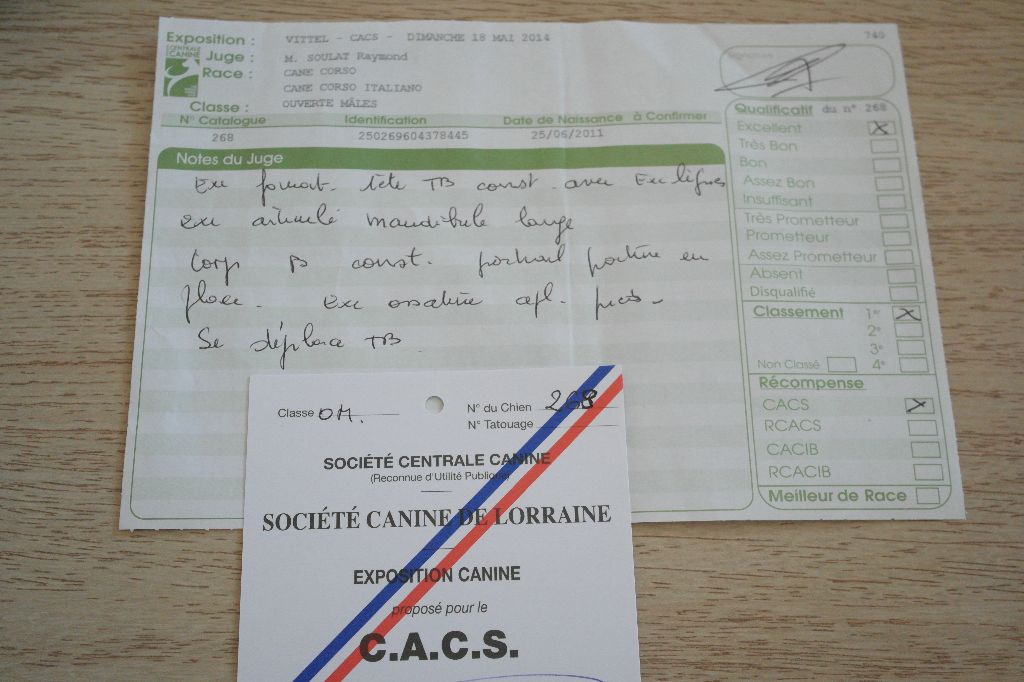 Exposition : VITTEL - CACS - DIMANCHE 18 MAI 2014
740
CENTRALE CANINE
Juge : M. SOULAT Raymond
Race : CANE CORSO
CANE CORSO ITALIANO
Classe : OUVERTE MÂLES
N° Catalogue Identification Date de Naissance à Confirmer
268 250269604378445 25/06/2011
Notes du Juge
Exc format. tête TB const. avec Exc lignes
exc articulé mandibule large
Corp B const. poitrail poitrine en
place. Exc ossature apl. pieds
Se déplace TB
Qualificatif du n° 268
Excellent X
Très Bon
Bon
Assez Bon
Insuffisant
Très Prometteur
Prometteur
Assez Prometteur
Absent
Disqualifié
Classement 1er X
2e
3e
Non Classé 4e
Récompense
CACS X
RCACS
CACIB
RCACIB
Meilleur de Race
Classe OM.
N° du Chien 268
N° Tatouage
SOCIÉTÉ CENTRALE CANINE
(Reconnue d'Utilité Publique)
SOCIÉTÉ CANINE DE LORRAINE
EXPOSITION CANINE
proposé pour le
C.A.C.S.